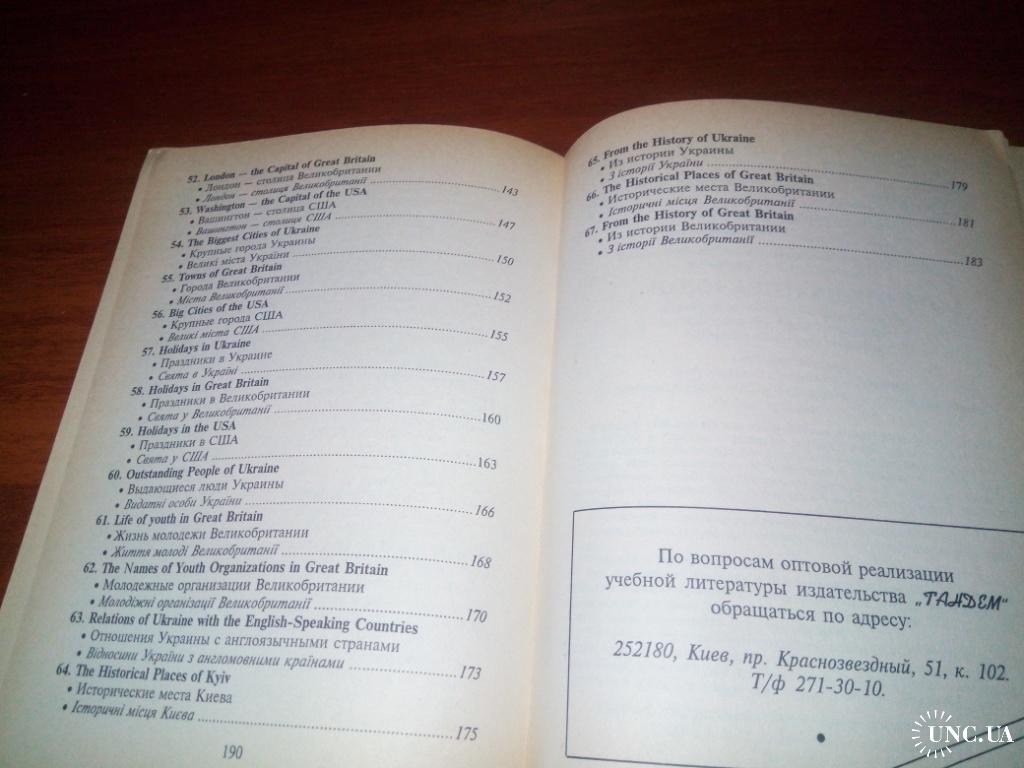 52. London — the Capital of Great Britain
• Лондон — столица Великобритании
• Лондон — столиця Великобританії ........ 143
53. Washington — the Capital of the USA
• Вашингтон — столица США
• Вашингтон — столиця США ........ 147
54. The Biggest Cities of Ukraine
• Крупные города Украины
• Великі міста України ........ 150
55. Towns of Great Britain
• Города Великобритании
• Міста Великобританії ........ 152
56. Big Cities of the USA
• Крупные города США
• Великі міста США ........ 155
57. Holidays in Ukraine
• Праздники в Украине
• Свята в Україні ........ 157
58. Holidays in Great Britain
• Праздники в Великобритании
• Свята у Великобританії ........ 160
59. Holidays in the USA
• Праздники в США
• Свята у США ........ 163
60. Outstanding People of Ukraine
• Выдающиеся люди Украины
• Видатні особи України ........ 166
61. Life of youth in Great Britain
• Жизнь молодежи Великобритании
• Життя молоді Великобританії ........ 168
62. The Names of Youth Organizations in Great Britain
• Молодежные организации Великобритании
• Молодіжні організації Великобританії ........ 170
63. Relations of Ukraine with the English-Speaking Countries
• Отношения Украины с англоязычными странами
• Відносини України з англомовними країнами ........ 173
64. The Historical Places of Kyiv
• Исторические места Киева
• Історичні місця Києва ........ 175
190
65. From the History of Ukraine
• Из истории Украины
• З історії України ........ 179
66. The Historical Places of Great Britain
• Исторические места Великобритании
• Історичні місця Великобританії ........ 181
67. From the History of Great Britain
• Из истории Великобритании
• З історії Великобританії ........ 183
По вопросам оптовой реализации
учебной литературы издательства „ТАНДЕМ"
обращаться по адресу:
252180, Киев, пр. Краснозвездный, 51, к. 102.
Т/ф 271-30-10.
UNC.UA